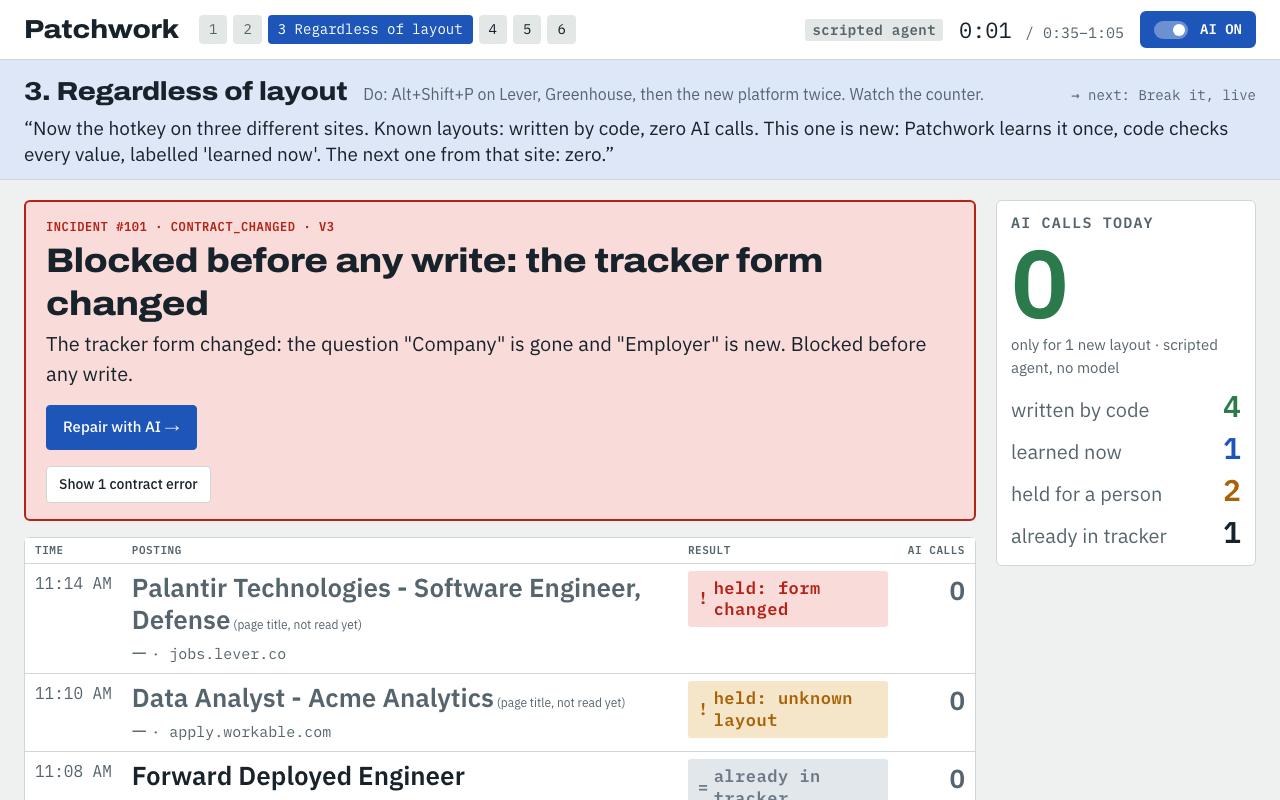 Patchwork
1 2 3 Regardless of layout 4 5 6
scripted agent 0:01 / 0:35–1:05 AI ON
3. Regardless of layout Do: Alt+Shift+P on Lever, Greenhouse, then the new platform twice. Watch the counter. → next: Break it, live
“Now the hotkey on three different sites. Known layouts: written by code, zero AI calls. This one is new: Patchwork learns it once, code checks
every value, labelled 'learned now'. The next one from that site: zero.”
INCIDENT #101 · CONTRACT_CHANGED · V3
Blocked before any write: the tracker form
changed
The tracker form changed: the question "Company" is gone and "Employer" is new. Blocked before
any write.
Repair with AI →
Show 1 contract error
AI CALLS TODAY
0
only for 1 new layout · scripted
agent, no model
written by code 4
learned now 1
held for a person 2
already in tracker 1
TIME POSTING RESULT AI CALLS
11:14 AM Palantir Technologies - Software Engineer,
Defense (page title, not read yet)
— · jobs.lever.co
! held: form
changed
0
11:10 AM Data Analyst - Acme Analytics (page title, not read yet)
— · apply.workable.com
! held: unknown
layout
0
11:08 AM Forward Deployed Engineer
= already in
tracker
0